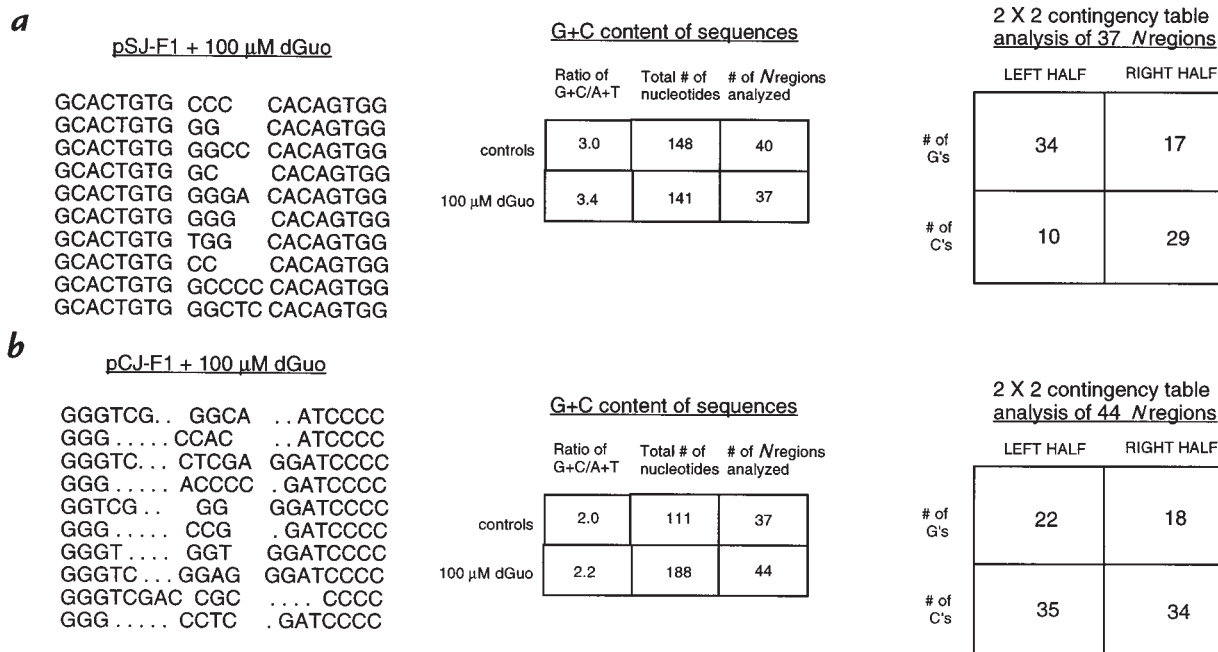 a
pSJ-F1 + 100 µM dGuo
GCACTGTG CCC CACAGTGG
GCACTGTG GG CACAGTGG
GCACTGTG GGCC CACAGTGG
GCACTGTG GC CACAGTGG
GCACTGTG GGGA CACAGTGG
GCACTGTG GGG CACAGTGG
GCACTGTG TGG CACAGTGG
GCACTGTG CC CACAGTGG
GCACTGTG GCCCC CACAGTGG
GCACTGTG GGCTC CACAGTGG
G+C content of sequences
Ratio of G+C/A+T
Total # of nucleotides
# of N regions analyzed
controls 3.0 148 40
100 µM dGuo 3.4 141 37
2 X 2 contingency table
analysis of 37 N regions
LEFT HALF RIGHT HALF
# of G's 34 17
# of C's 10 29
b
pCJ-F1 + 100 µM dGuo
GGGTCG.. GGCA ..ATCCCC
GGG..... CCAC ..ATCCCC
GGGTC... CTCGA GGATCCCC
GGG..... ACCCC .GATCCCC
GGTCG.. GG GGATCCCC
GGG..... CCG .GATCCCC
GGGT.... GGT GGATCCCC
GGGTC... GGAG GGATCCCC
GGGTCGAC CGC ....CCCC
GGG..... CCTC .GATCCCC
G+C content of sequences
Ratio of G+C/A+T
Total # of nucleotides
# of N regions analyzed
controls 2.0 111 37
100 µM dGuo 2.2 188 44
2 X 2 contingency table
analysis of 44 N regions
LEFT HALF RIGHT HALF
# of G's 22 18
# of C's 35 34